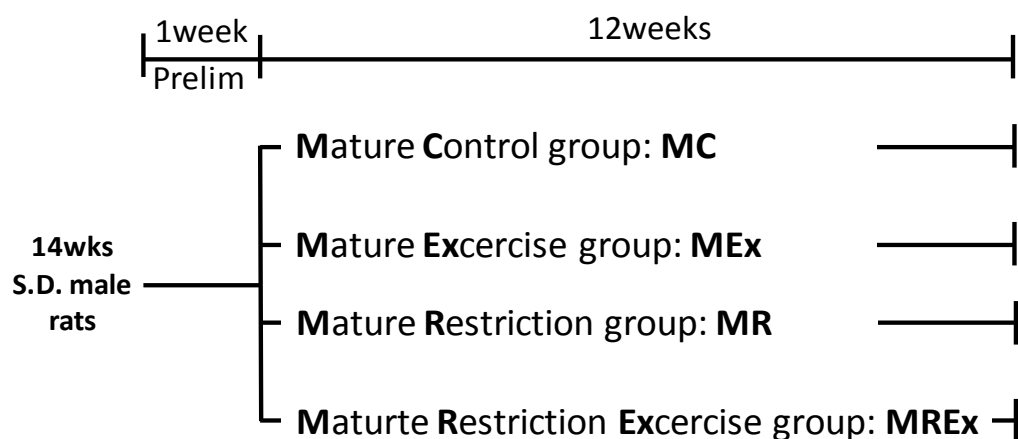 1week
12weeks
Prelim
Mature Control group: MC
Mature Excercise group: MEx
14wks
S.D. male
rats
Mature Restriction group: MR
Maturte Restriction Excercise group: MREx